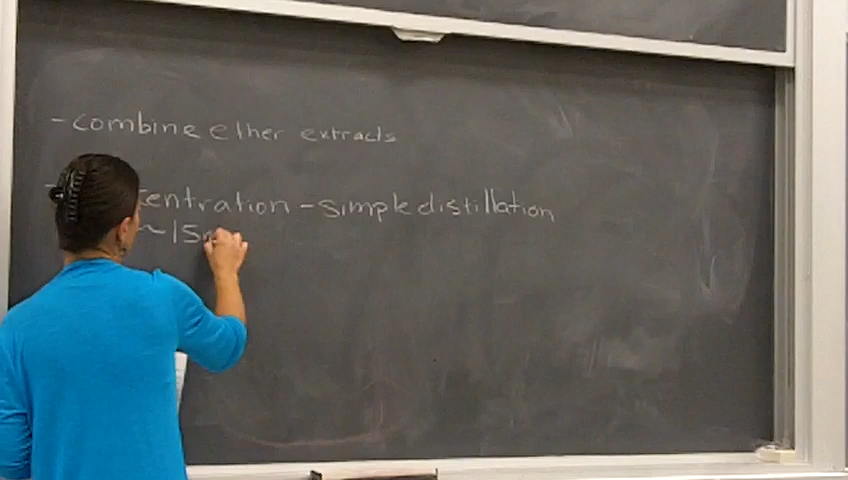 -combine ether extracts
- entration - simple distillation
~15